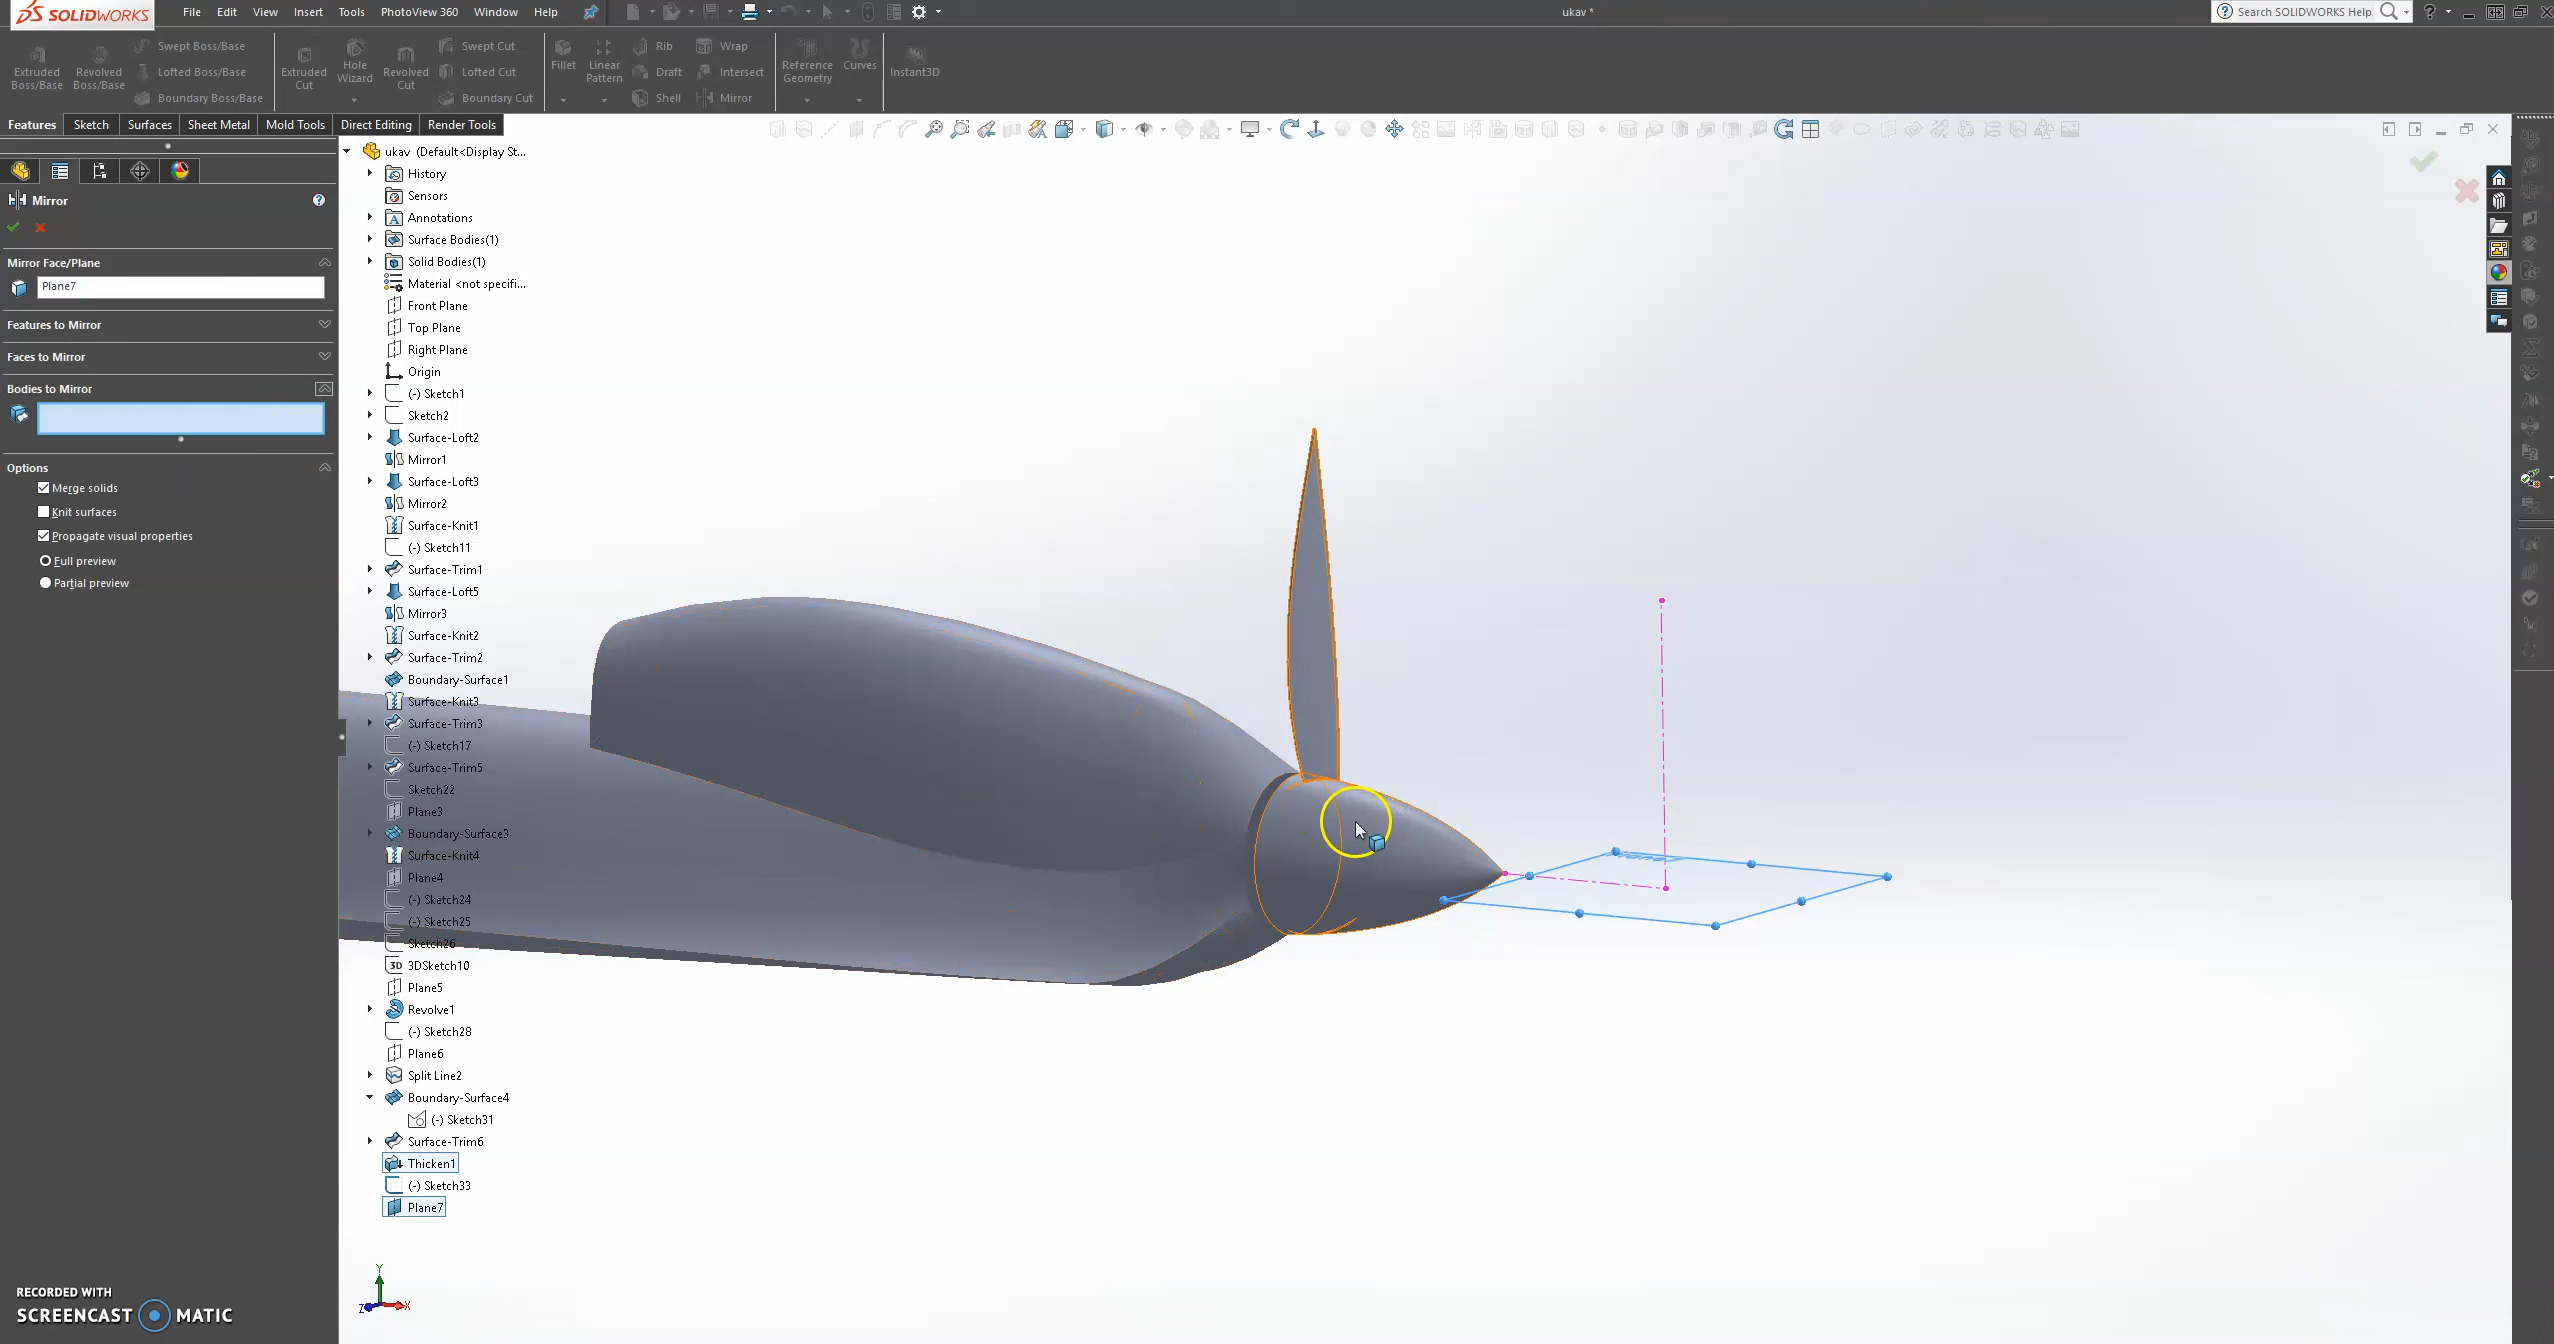 SOLIDWORKS
File Edit View Insert Tools PhotoView 360 Window Help
ukav *
Search SOLIDWORKS Help
Extruded Boss/Base
Revolved Boss/Base
Swept Boss/Base
Lofted Boss/Base
Boundary Boss/Base
Extruded Cut
Hole Wizard
Revolved Cut
Swept Cut
Lofted Cut
Boundary Cut
Fillet
Linear Pattern
Rib
Draft
Shell
Wrap
Intersect
Mirror
Reference Geometry
Curves
Instant3D
Features Sketch Surfaces Sheet Metal Mold Tools Direct Editing Render Tools
Mirror
Mirror Face/Plane
Plane7
Features to Mirror
Faces to Mirror
Bodies to Mirror
Options
Merge solids
Knit surfaces
Propagate visual properties
Full preview
Partial preview
ukav (Default<Display St...
History
Sensors
Annotations
Surface Bodies(1)
Solid Bodies(1)
Material <not specifi...
Front Plane
Top Plane
Right Plane
Origin
(-) Sketch1
Sketch2
Surface-Loft2
Mirror1
Surface-Loft3
Mirror2
Surface-Knit1
(-) Sketch11
Surface-Trim1
Surface-Loft5
Mirror3
Surface-Knit2
Surface-Trim2
Boundary-Surface1
Surface-Knit3
Surface-Trim3
(-) Sketch17
Surface-Trim5
Sketch22
Plane3
Boundary-Surface3
Surface-Knit4
Plane4
(-) Sketch24
(-) Sketch25
Sketch26
3D 3DSketch10
Plane5
Revolve1
(-) Sketch28
Plane6
Split Line2
Boundary-Surface4
(-) Sketch31
Surface-Trim6
Thicken1
(-) Sketch33
Plane7
Y
Z X
RECORDED WITH
SCREENCAST MATIC